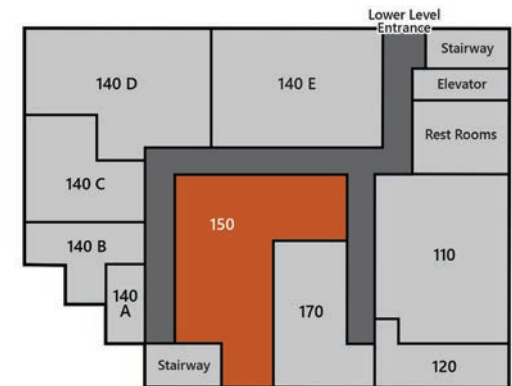 Lower Level
Entrance
Stairway
140 D
140 E
Elevator
Rest Rooms
140 C
150
140 B
110
140
A
170
Stairway
120